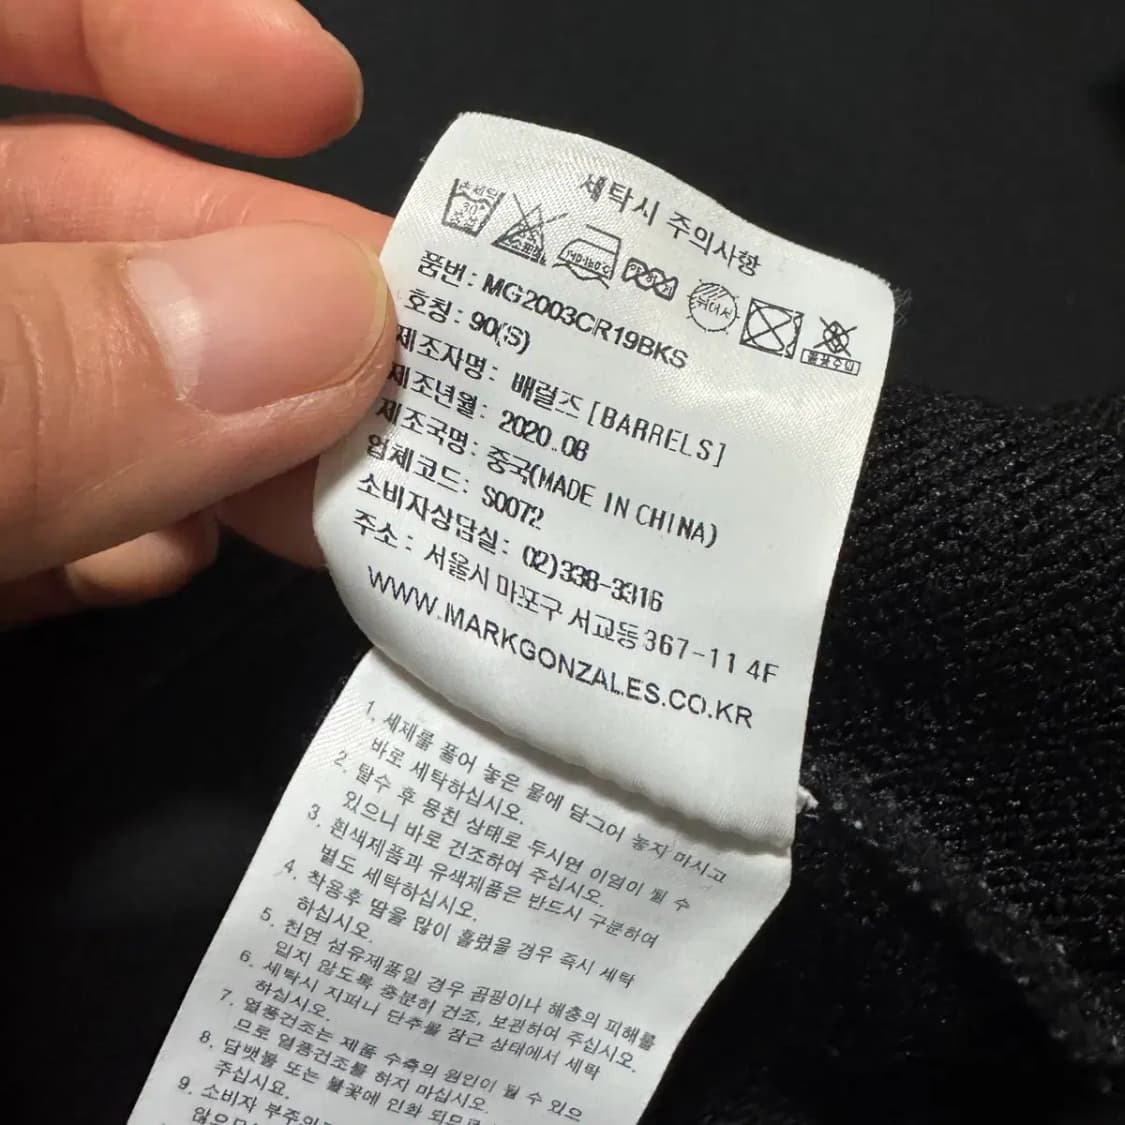 세탁시 주의사항
손세탁 30° 중성
품번: MG2003CR19BKS
호칭: 90(S)
제조자명: 배럴즈 [BARRELS]
제조년월: 2020.08
제조국명: 중국(MADE IN CHINA)
업체코드: S0072
소비자상담실: (02)338-3316
주소: 서울시 마포구 서교동 367-11 4F
WWW.MARKGONZALES.CO.KR
1. 세제를 풀어 놓은 물에 담그어 놓지 마시고
바로 세탁하십시오.
2. 탈수 후 뭉친 상태로 두시면 이염이 될 수
있으니 바로 건조하여 주십시오.
3. 흰색제품과 유색제품은 반드시 구분하여
별도 세탁하십시오.
4. 착용후 땀을 많이 흘렸을 경우 즉시 세탁
하십시오.
5. 천연 섬유제품일 경우 곰팡이나 해충의 피해를
입지 않도록 충분히 건조, 보관하여 주십시오.
6. 세탁시 지퍼나 단추를 잠근 상태에서 세탁
하십시오.
7. 열풍건조는 제품 수축의 원인이 될 수 있으
므로 열풍건조를 하지 마십시오.
8. 담뱃불 또는 불꽃에 인화 되므로
주십시요.
9. 소비자 부주의